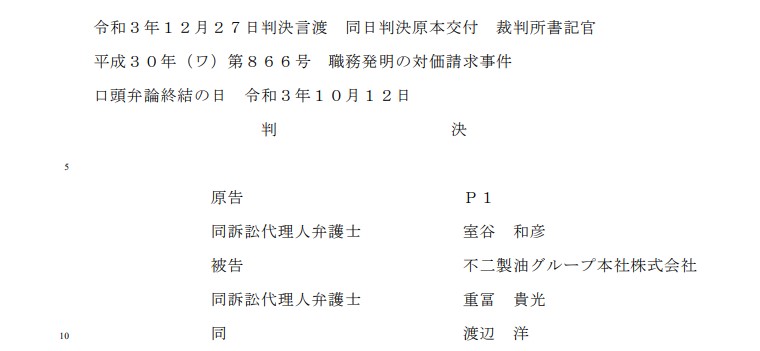 令和３年１２月２７日判決言渡　同日判決原本交付　裁判所書記官
平成３０年（ワ）第８６６号　職務発明の対価請求事件
口頭弁論終結の日　令和３年１０月１２日
判　　　　　　　　　決
5
原告　　　　　　　　　　　　Ｐ１
同訴訟代理人弁護士　　　　　室谷　和彦
被告　　　　　　　　　　　　不二製油グループ本社株式会社
同訴訟代理人弁護士　　　　　重冨　貴光
10　同　　　　　　　　　　　　　渡辺　洋